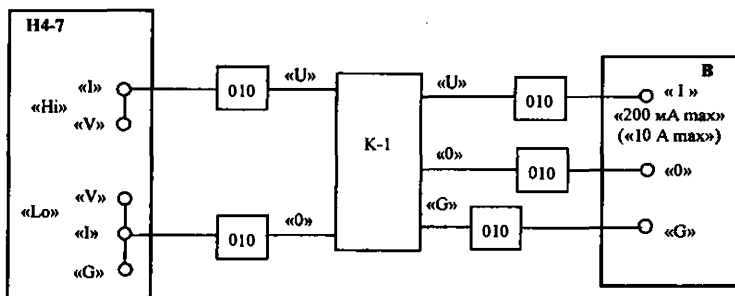 Н4-7
«I»
«Hi»
«V»
«V»
«Lo»
«I»
«G»
010
«U»
010
«0»
К-1
«U»
010
«0»
010
«G»
010
В
« I »
«200 мА max»
(«10 А max»)
«0»
«G»